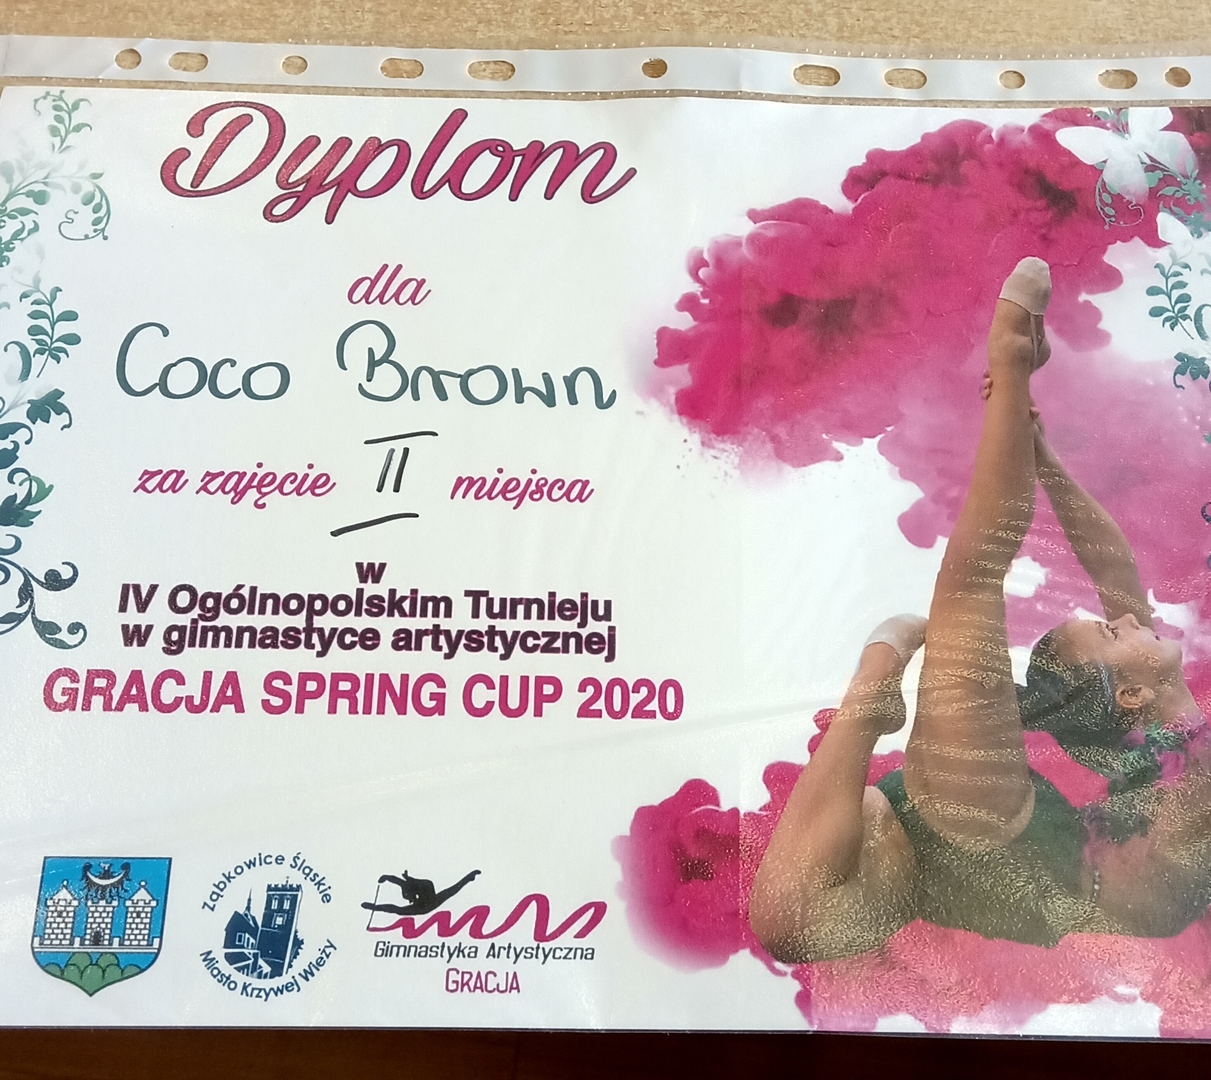 Dyplom
dla
Coco Brown
za zajęcie II miejsca
w
IV Ogólnopolskim Turnieju
w gimnastyce artystycznej
GRACJA SPRING CUP 2020
Ząbkowice Śląskie
Miasto Krzywej Wieży
Gimnastyka Artystyczna
GRACJA